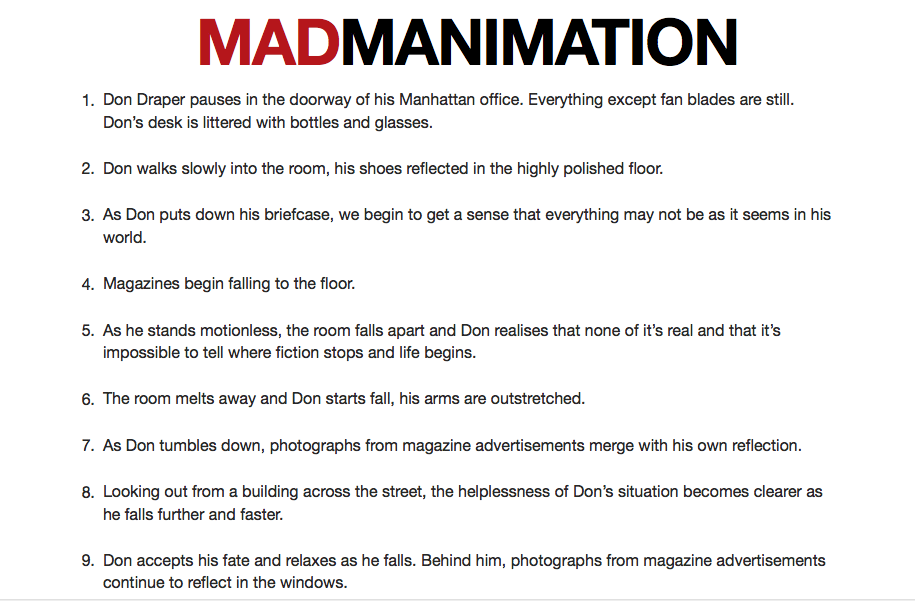 MADMANIMATION
1. Don Draper pauses in the doorway of his Manhattan office. Everything except fan blades are still.
Don’s desk is littered with bottles and glasses.
2. Don walks slowly into the room, his shoes reflected in the highly polished floor.
3. As Don puts down his briefcase, we begin to get a sense that everything may not be as it seems in his
world.
4. Magazines begin falling to the floor.
5. As he stands motionless, the room falls apart and Don realises that none of it’s real and that it’s
impossible to tell where fiction stops and life begins.
6. The room melts away and Don starts fall, his arms are outstretched.
7. As Don tumbles down, photographs from magazine advertisements merge with his own reflection.
8. Looking out from a building across the street, the helplessness of Don’s situation becomes clearer as
he falls further and faster.
9. Don accepts his fate and relaxes as he falls. Behind him, photographs from magazine advertisements
continue to reflect in the windows.